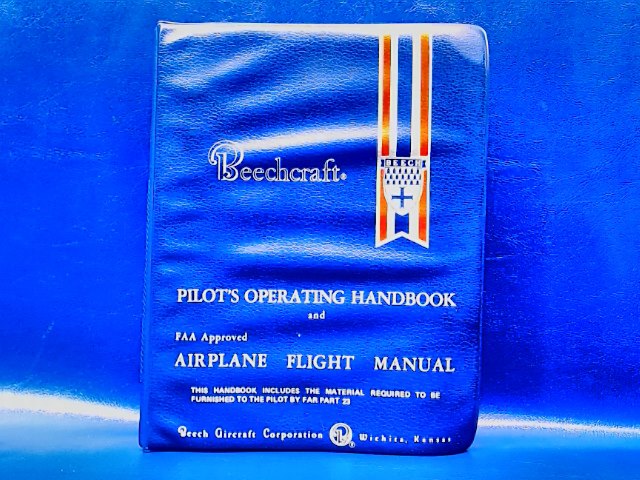 Beechcraft®
BEECH
PILOT'S OPERATING HANDBOOK
and
FAA Approved
AIRPLANE FLIGHT MANUAL
THIS HANDBOOK INCLUDES THE MATERIAL REQUIRED TO BE
FURNISHED TO THE PILOT BY FAR PART 23
Beech Aircraft Corporation B Wichita, Kansas